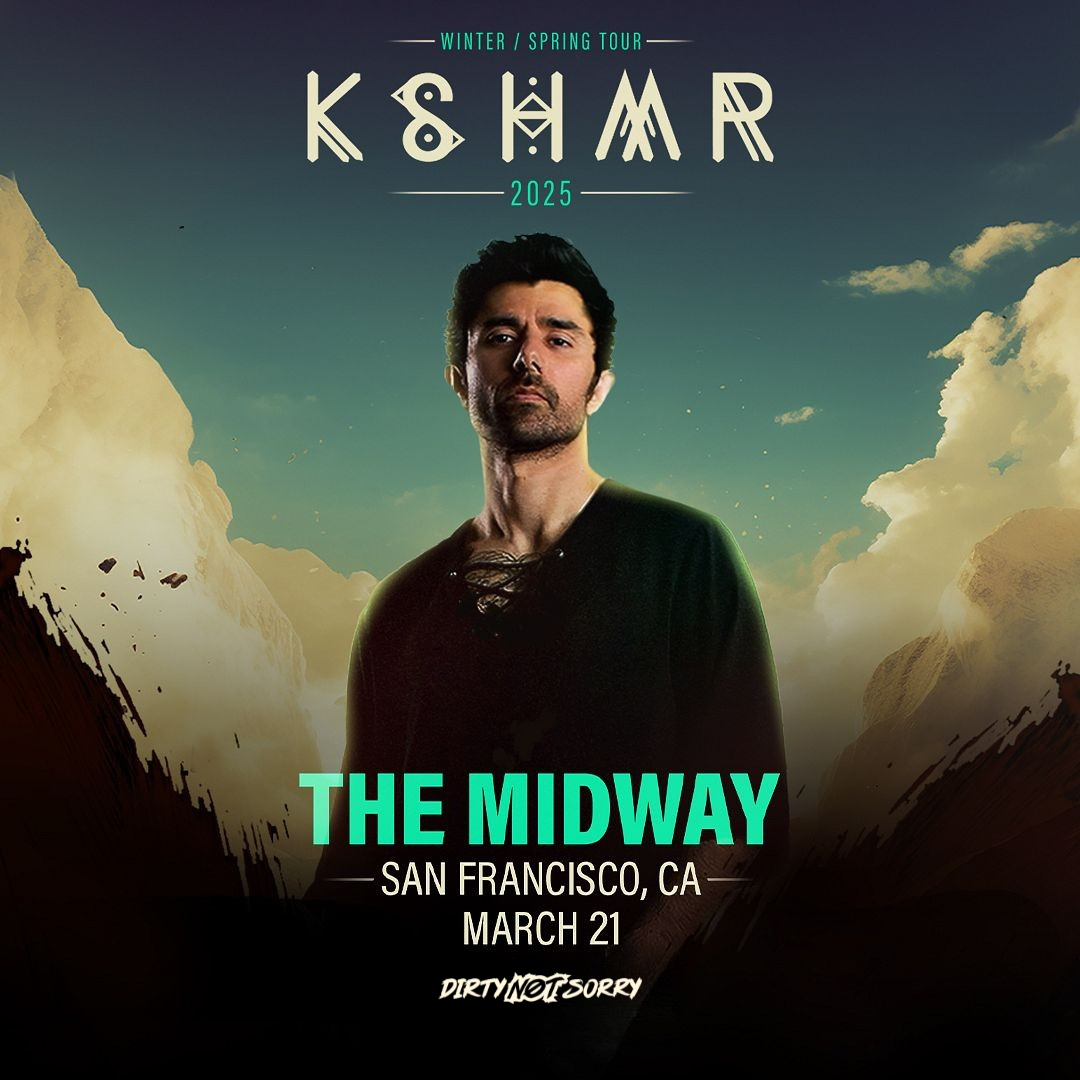 WINTER / SPRING TOUR
KSHMR
2025
THE MIDWAY
SAN FRANCISCO, CA
MARCH 21
DIRTY NOT SORRY